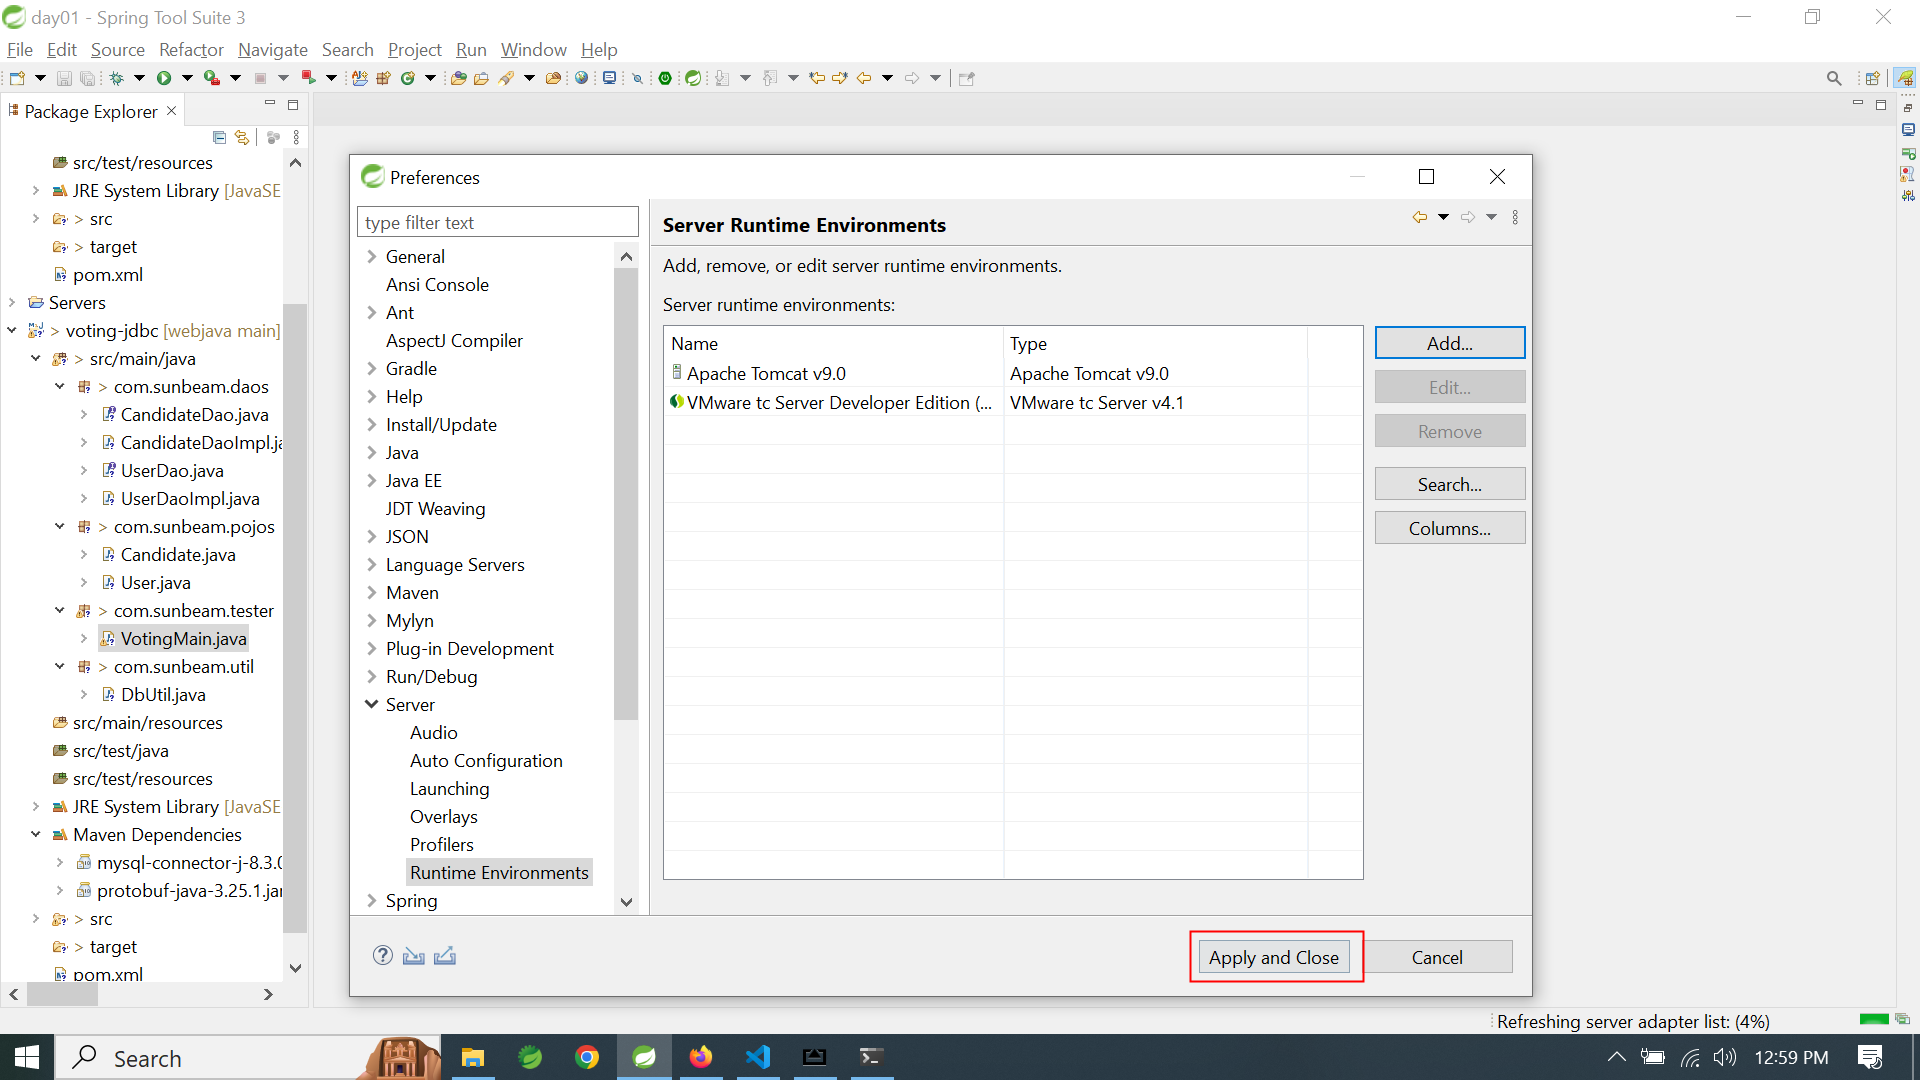 day01 - Spring Tool Suite 3
File Edit Source Refactor Navigate Search Project Run Window Help
Package Explorer
src/test/resources
JRE System Library [JavaSE
> src
> target
pom.xml
Servers
> voting-jdbc [webjava main]
> src/main/java
> com.sunbeam.daos
CandidateDao.java
CandidateDaoImpl.ja
UserDao.java
UserDaoImpl.java
> com.sunbeam.pojos
Candidate.java
User.java
> com.sunbeam.tester
VotingMain.java
> com.sunbeam.util
DbUtil.java
src/main/resources
src/test/java
src/test/resources
JRE System Library [JavaSE
Maven Dependencies
mysql-connector-j-8.3.0
protobuf-java-3.25.1.jar
> src
> target
pom.xml
Preferences
type filter text
General
Ansi Console
Ant
AspectJ Compiler
Gradle
Help
Install/Update
Java
Java EE
JDT Weaving
JSON
Language Servers
Maven
Mylyn
Plug-in Development
Run/Debug
Server
Audio
Auto Configuration
Launching
Overlays
Profilers
Runtime Environments
Spring
Server Runtime Environments
Add, remove, or edit server runtime environments.
Server runtime environments:
Name Type
Apache Tomcat v9.0 Apache Tomcat v9.0
VMware tc Server Developer Edition (... VMware tc Server v4.1
Add...
Edit...
Remove
Search...
Columns...
Apply and Close Cancel
Refreshing server adapter list: (4%)
Search
12:59 PM